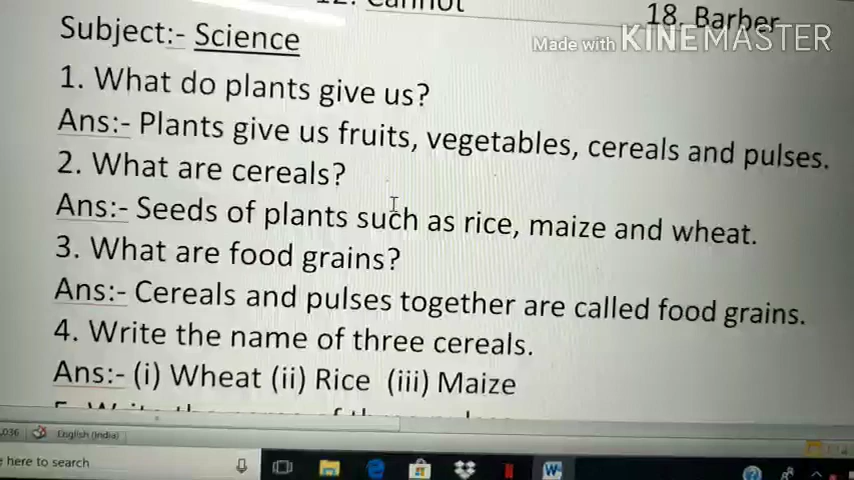 12. Cannot
18. Barber
Made with KINEMASTER
Subject:- Science
1. What do plants give us?
Ans:- Plants give us fruits, vegetables, cereals and pulses.
2. What are cereals?
Ans:- Seeds of plants such as rice, maize and wheat.
3. What are food grains?
Ans:- Cereals and pulses together are called food grains.
4. Write the name of three cereals.
Ans:- (i) Wheat (ii) Rice (iii) Maize
,036 English (India)
here to search